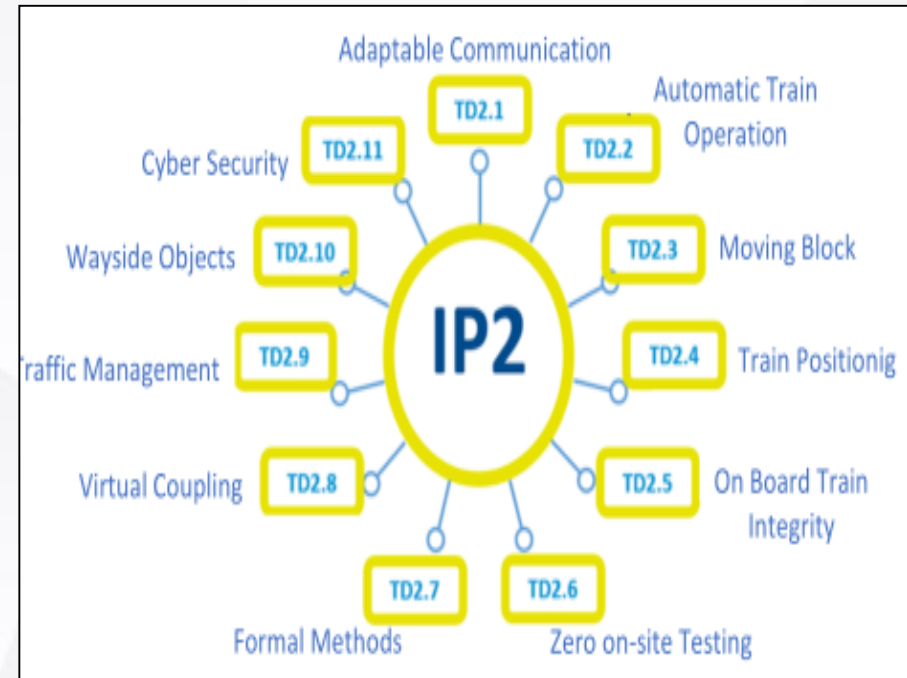 Adaptable Communication
TD2.1
Automatic Train
Operation
TD2.2
TD2.11
Cyber Security
TD2.3
Moving Block
Wayside Objects
TD2.10
IP2
TD2.4
Train Positionig
TD2.9
raffic Management
TD2.5
On Board Train
Integrity
Virtual Coupling
TD2.8
TD2.7
TD2.6
Formal Methods
Zero on-site Testing